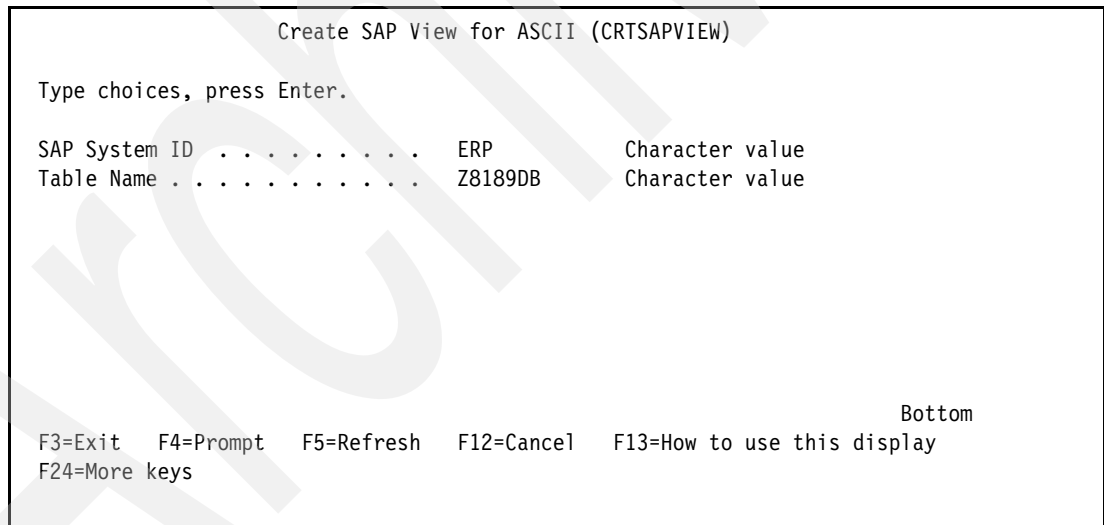 Create SAP View for ASCII (CRTSAPVIEW)
Type choices, press Enter.
SAP System ID . . . . . . . . . ERP Character value
Table Name . . . . . . . . . . . Z8189DB Character value
Bottom
F3=Exit F4=Prompt F5=Refresh F12=Cancel F13=How to use this display
F24=More keys